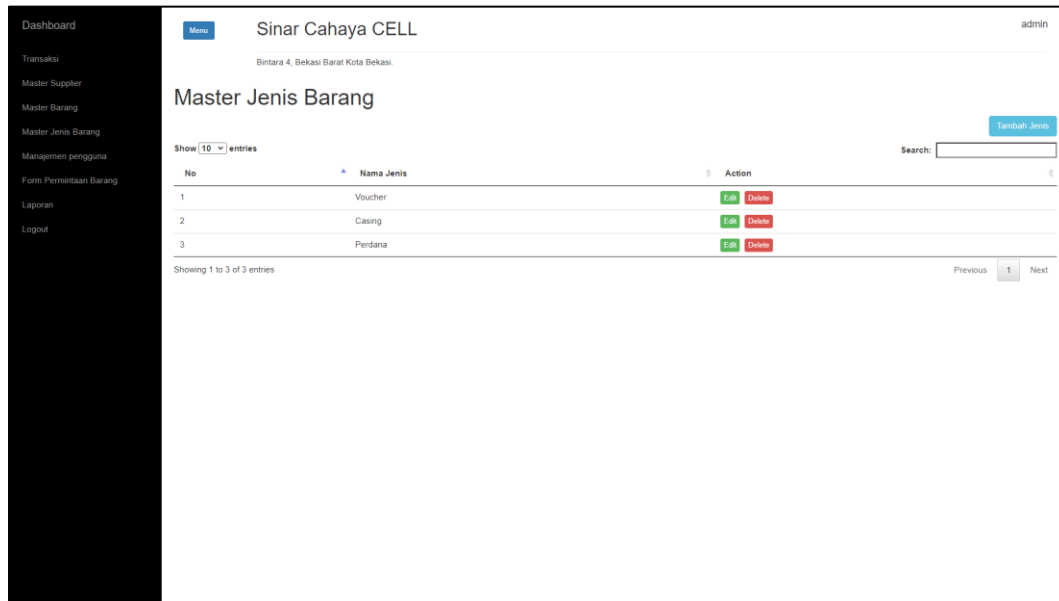 Dashboard
Transaksi
Master Supplier
Master Barang
Master Jenis Barang
Manajemen pengguna
Form Permintaan Barang
Laporan
Logout
Menu
Sinar Cahaya CELL
admin
Bintara 4, Bekasi Barat Kota Bekasi.
Master Jenis Barang
Tambah Jenis
Show 10 entries
Search:
No Nama Jenis Action
1 Voucher Edit Delete
2 Casing Edit Delete
3 Perdana Edit Delete
Showing 1 to 3 of 3 entries
Previous 1 Next